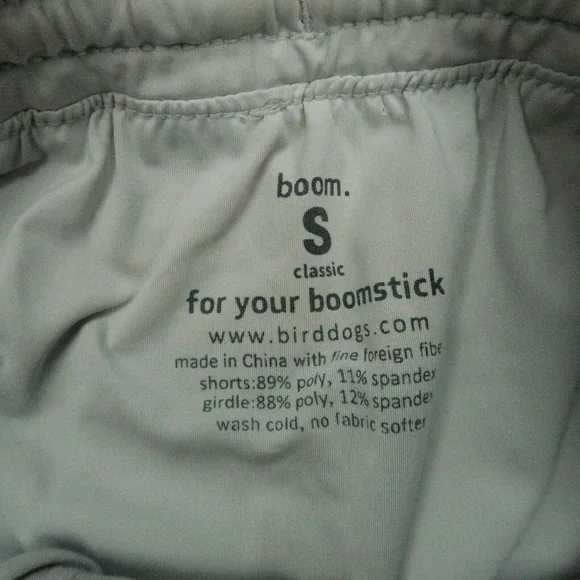 boom.
S
classic
for your boomstick
www.birddogs.com
made in China with fine foreign fibe
shorts:89% poly, 11% spandex
girdle:88% poly, 12% spandex
wash cold, no fabric softer